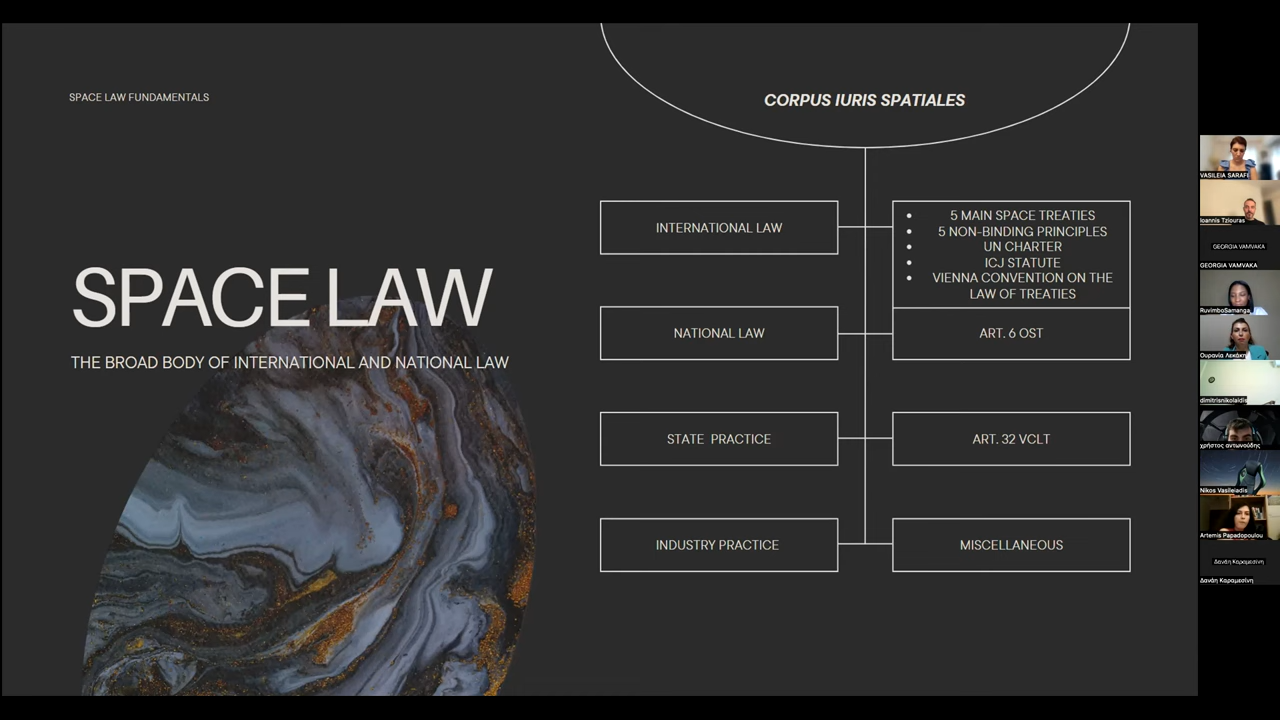 SPACE LAW FUNDAMENTALS
SPACE LAW
THE BROAD BODY OF INTERNATIONAL AND NATIONAL LAW
CORPUS IURIS SPATIALES
INTERNATIONAL LAW
• 5 MAIN SPACE TREATIES
• 5 NON-BINDING PRINCIPLES
• UN CHARTER
• ICJ STATUTE
• VIENNA CONVENTION ON THE
LAW OF TREATIES
NATIONAL LAW
ART. 6 OST
STATE PRACTICE
ART. 32 VCLT
INDUSTRY PRACTICE
MISCELLANEOUS
VASILEIA SARAFI
Ioannis Tziouras
GEORGIA VAMVAKA
GEORGIA VAMVAKA
RuvimboSamanga
Ουρανία Λεκάκη
dimitrisnikolaidis
χρήστος αντωνούδης
Nikos Vasileiadis
Artemis Papadopoulou
Δανάη Καραμεσίνη
Δανάη Καραμεσίνη